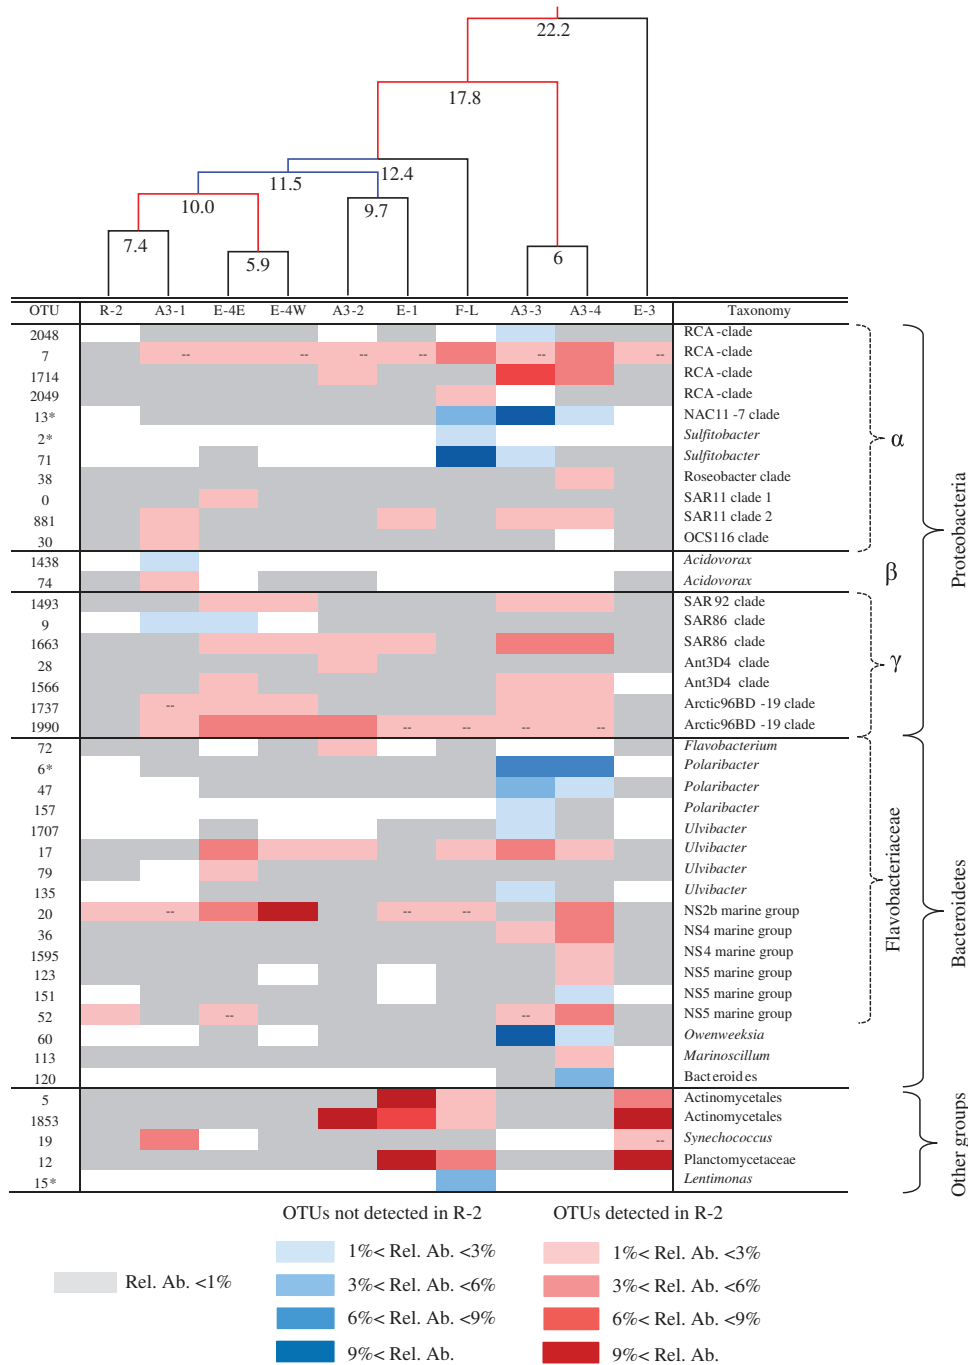 22.2
17.8
12.4
11.5
10.0
9.7
7.4
5.9
6
OTU R-2 A3-1 E-4E E-4W A3-2 E-1 F-L A3-3 A3-4 E-3 Taxonomy
2048 RCA-clade
7 -- -- -- -- -- -- RCA-clade
1714 RCA-clade
2049 RCA-clade
13* NAC11-7 clade
2* Sulfitobacter
71 Sulfitobacter
38 Roseobacter clade
0 SAR11 clade 1
881 SAR11 clade 2
30 OCS116 clade
1438 Acidovorax
74 Acidovorax
1493 SAR92 clade
9 SAR86 clade
1663 SAR86 clade
28 Ant3D4 clade
1566 Ant3D4 clade
1737 -- Arctic96BD-19 clade
1990 -- -- -- -- Arctic96BD-19 clade
72 Flavobacterium
6* Polaribacter
47 Polaribacter
157 Polaribacter
1707 Ulvibacter
17 Ulvibacter
79 Ulvibacter
135 Ulvibacter
20 -- -- -- NS2b marine group
36 NS4 marine group
1595 NS4 marine group
123 NS5 marine group
151 NS5 marine group
52 -- -- NS5 marine group
60 Owenweeksia
113 Marinoscillum
120 Bacteroides
5 Actinomycetales
1853 Actinomycetales
19 -- Synechococcus
12 Planctomycetaceae
15* Lentimonas
α
β
γ
Proteobacteria
Flavobacteriaceae
Bacteroidetes
Other groups
OTUs not detected in R-2 OTUs detected in R-2
1%< Rel. Ab. <3% 1%< Rel. Ab. <3%
Rel. Ab. <1% 3%< Rel. Ab. <6% 3%< Rel. Ab. <6%
6%< Rel. Ab. <9% 6%< Rel. Ab. <9%
9%< Rel. Ab. 9%< Rel. Ab.